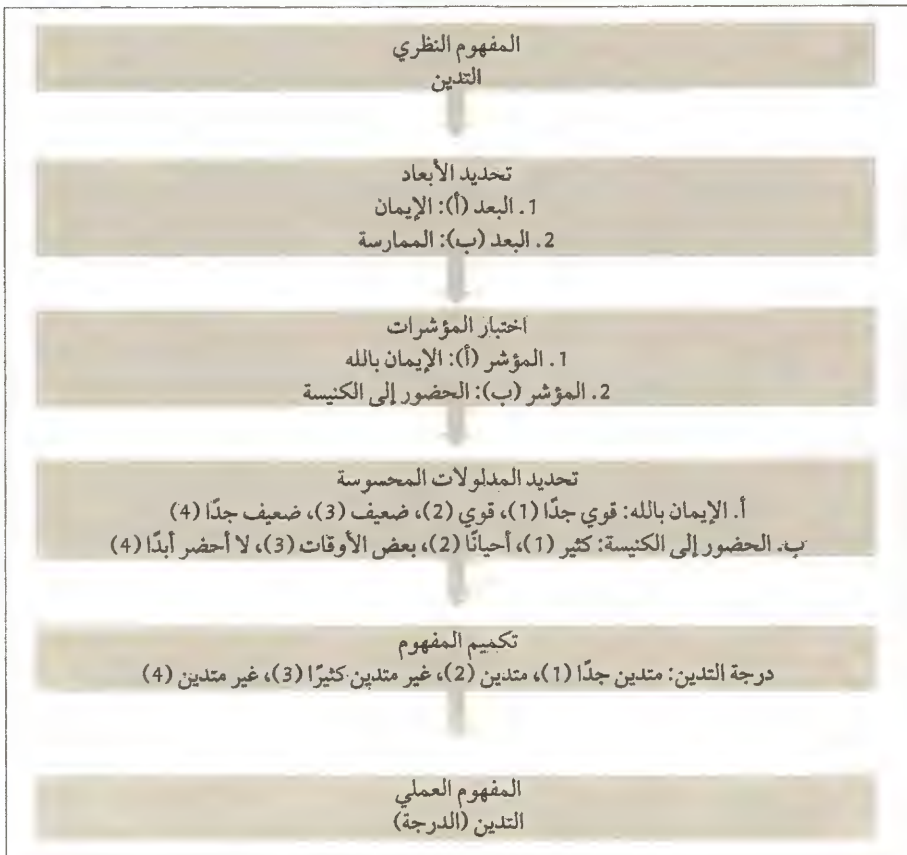 المفهوم النظري
التدين
تحديد الأبعاد
1. البعد (أ): الإيمان
2. البعد (ب): الممارسة
اختبار المؤشرات
1. المؤشر (أ): الإيمان بالله
2. المؤشر (ب): الحضور إلى الكنيسة
تحديد المدلولات المحسوسة
أ. الإيمان بالله: قوي جدًا (1)، قوي (2)، ضعيف (3)، ضعيف جدًا (4)
ب. الحضور إلى الكنيسة: كثير (1)، أحيانًا (2)، بعض الأوقات (3)، لا أحضر أبدًا (4)
تكميم المفهوم
درجة التدين: متدين جدًا (1)، متدين (2)، غير متدين كثيرًا (3)، غير متدين (4)
المفهوم العملي
التدين (الدرجة)